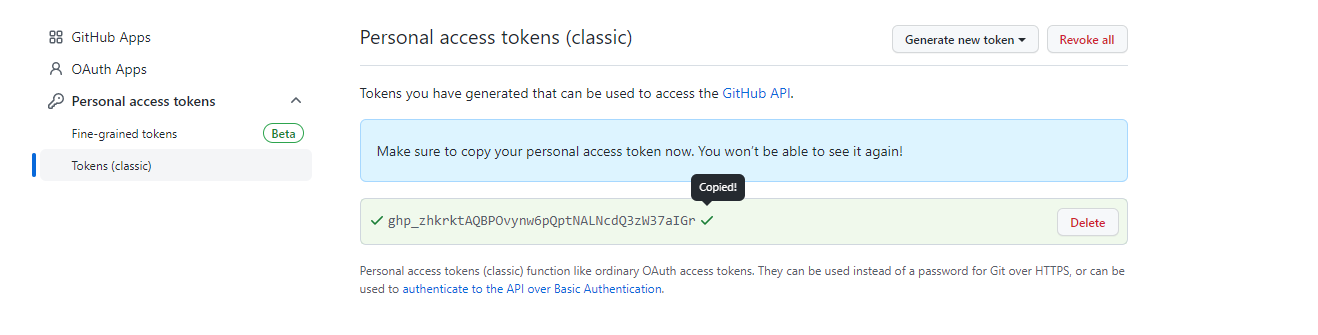 GitHub Apps
OAuth Apps
Personal access tokens
Fine-grained tokens Beta
Tokens (classic)
Personal access tokens (classic)
Generate new token
Revoke all
Tokens you have generated that can be used to access the GitHub API.
Make sure to copy your personal access token now. You won't be able to see it again!
Copied!
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
Delete
Personal access tokens (classic) function like ordinary OAuth access tokens. They can be used instead of a password for Git over HTTPS, or can be
used to authenticate to the API over Basic Authentication.